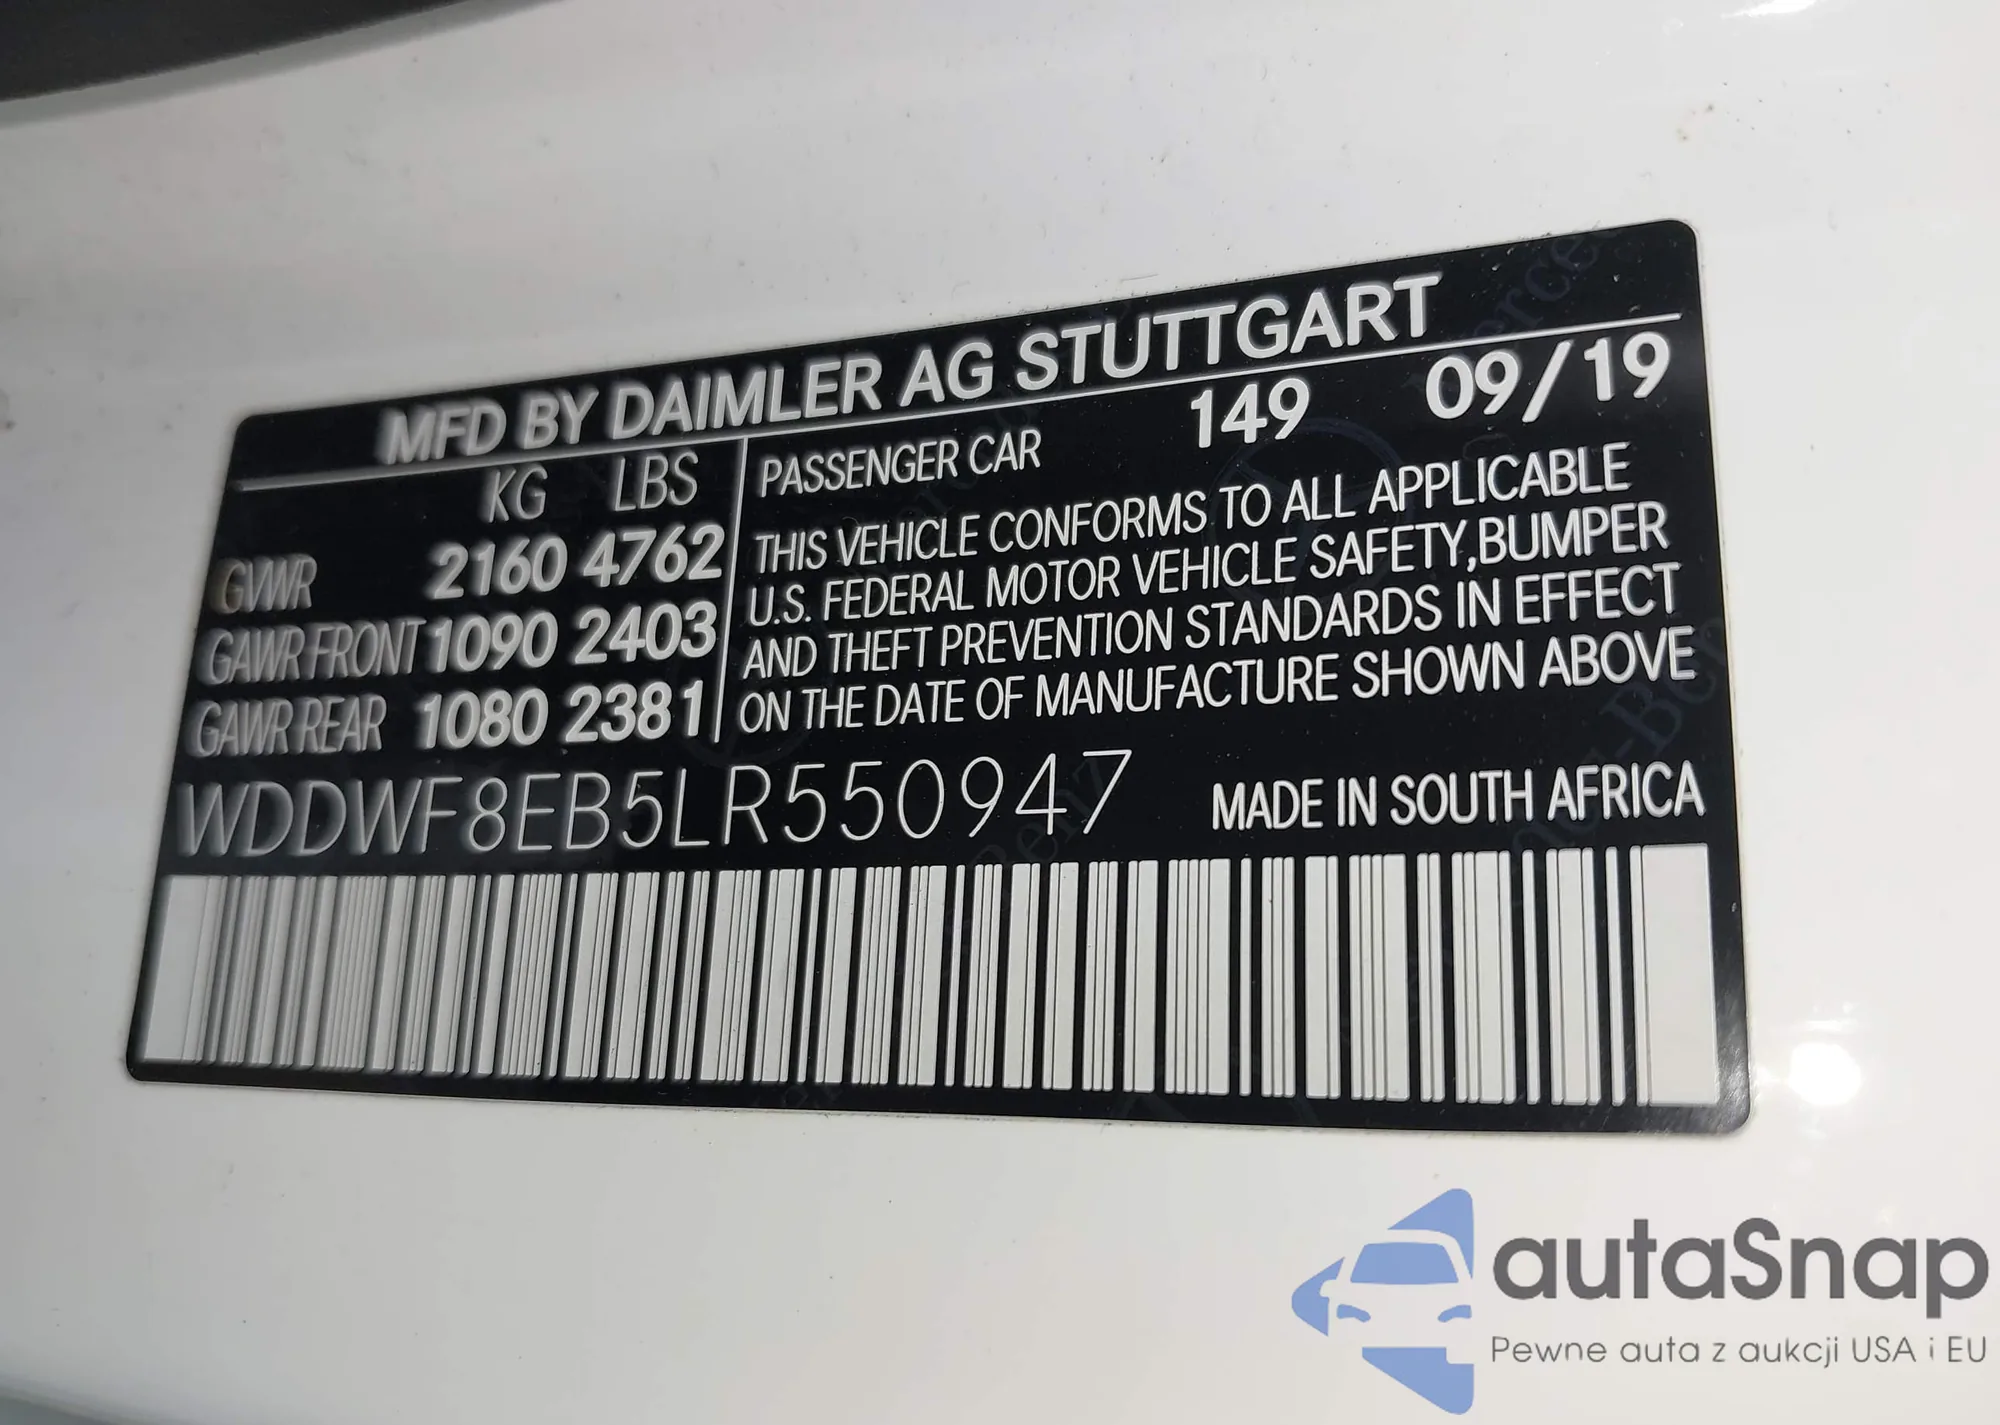 MFD BY DAIMLER AG STUTTGART
KG LBS
GVWR 2160 4762
GAWR FRONT 1090 2403
GAWR REAR 1080 2381
PASSENGER CAR 149 09/19
THIS VEHICLE CONFORMS TO ALL APPLICABLE
U.S. FEDERAL MOTOR VEHICLE SAFETY,BUMPER
AND THEFT PREVENTION STANDARDS IN EFFECT
ON THE DATE OF MANUFACTURE SHOWN ABOVE
WDDWF8EB5LR550947 MADE IN SOUTH AFRICA
autaSnap
Pewne auta z aukcji USA i EU